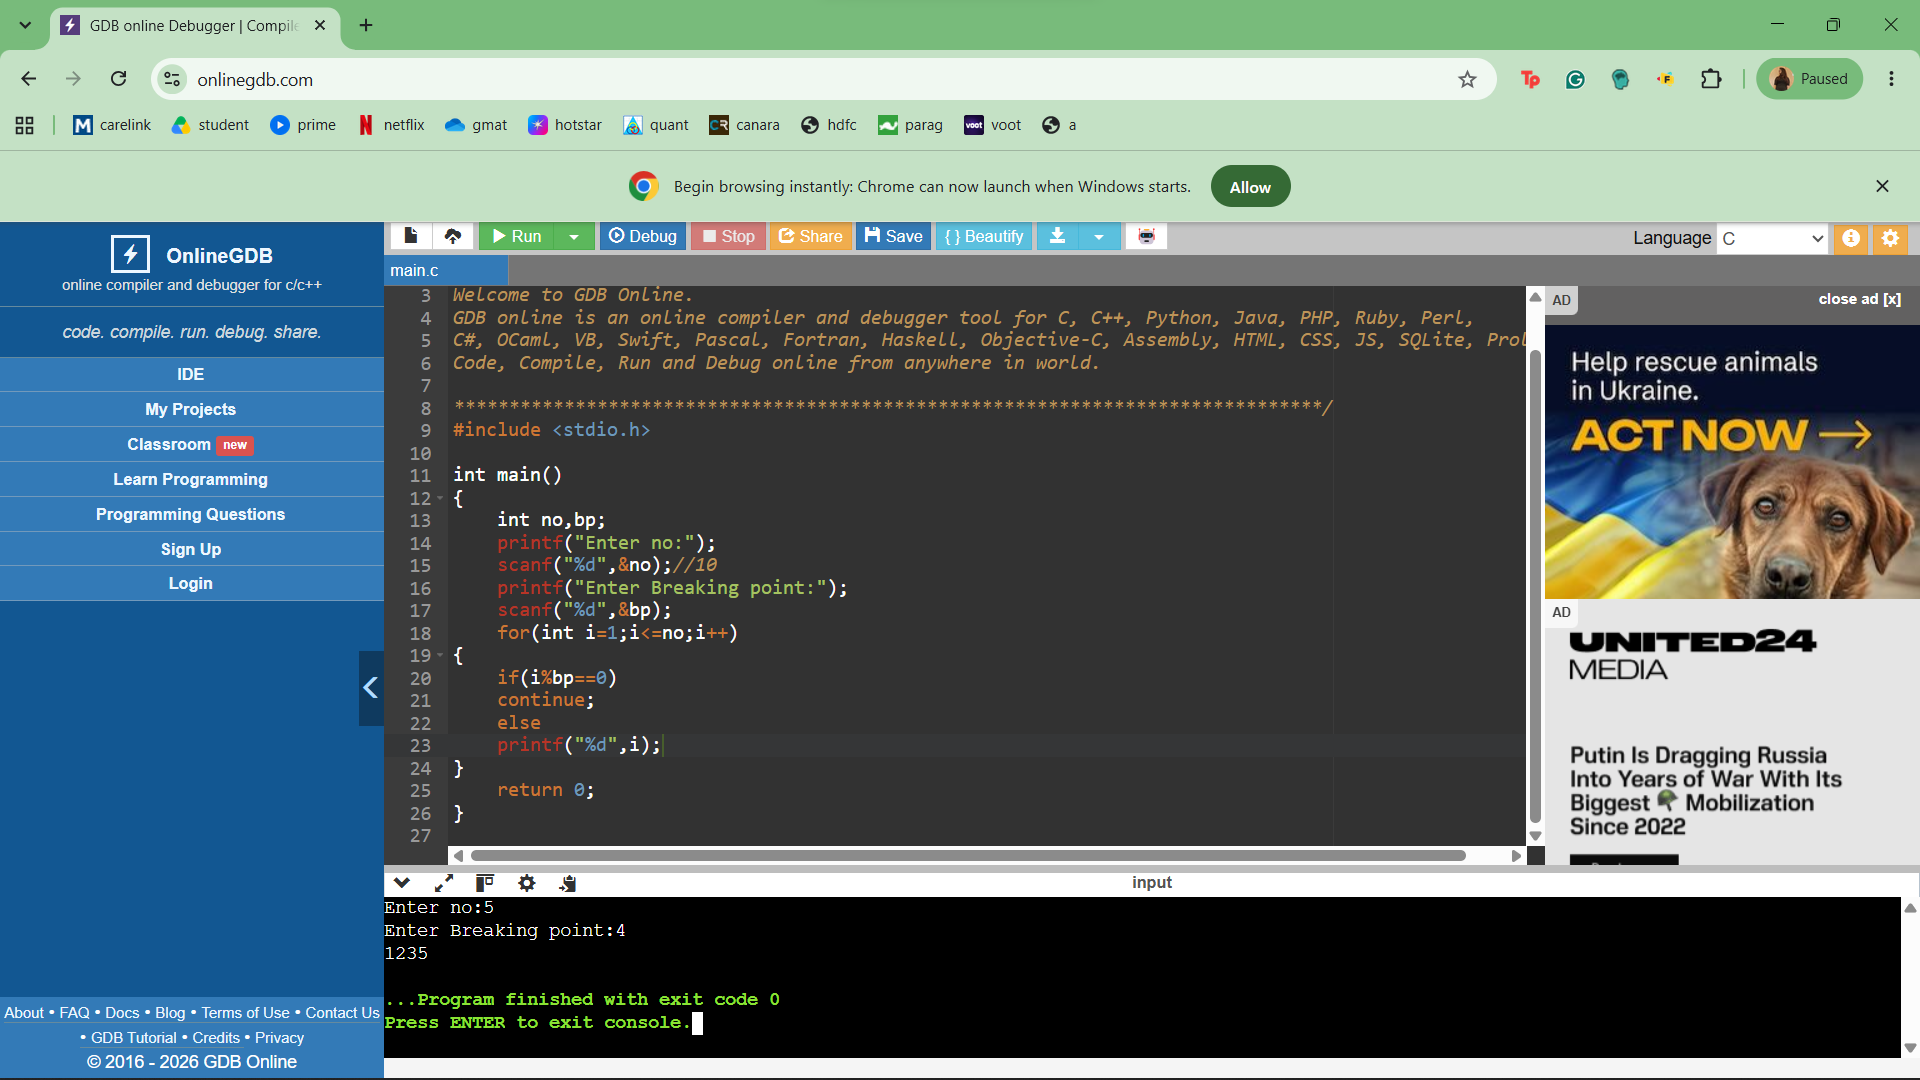 GDB online Debugger | Compile
onlinegdb.com
Paused
carelink student prime netflix gmat hotstar quant canara hdfc parag voot a
Begin browsing instantly: Chrome can now launch when Windows starts. Allow
OnlineGDB
online compiler and debugger for c/c++
code. compile. run. debug. share.
IDE
My Projects
Classroom new
Learn Programming
Programming Questions
Sign Up
Login
About • FAQ • Docs • Blog • Terms of Use • Contact Us
• GDB Tutorial • Credits • Privacy
© 2016 - 2026 GDB Online
Run Debug Stop Share Save { } Beautify Language C
main.c
3 Welcome to GDB Online.
4 GDB online is an online compiler and debugger tool for C, C++, Python, Java, PHP, Ruby, Perl,
5 C#, OCaml, VB, Swift, Pascal, Fortran, Haskell, Objective-C, Assembly, HTML, CSS, JS, SQLite, Prol
6 Code, Compile, Run and Debug online from anywhere in world.
7
8 *******************************************************************************/
9 #include <stdio.h>
10
11 int main()
12 {
13     int no,bp;
14     printf("Enter no:");
15     scanf("%d",&no);//10
16     printf("Enter Breaking point:");
17     scanf("%d",&bp);
18     for(int i=1;i<=no;i++)
19 {
20     if(i%bp==0)
21     continue;
22     else
23     printf("%d",i);
24 }
25     return 0;
26 }
27
AD close ad [x]
Help rescue animals
in Ukraine.
ACT NOW
AD
UNITED24
MEDIA
Putin Is Dragging Russia
Into Years of War With Its
Biggest Mobilization
Since 2022
input
Enter no:5
Enter Breaking point:4
1235
...Program finished with exit code 0
Press ENTER to exit console.